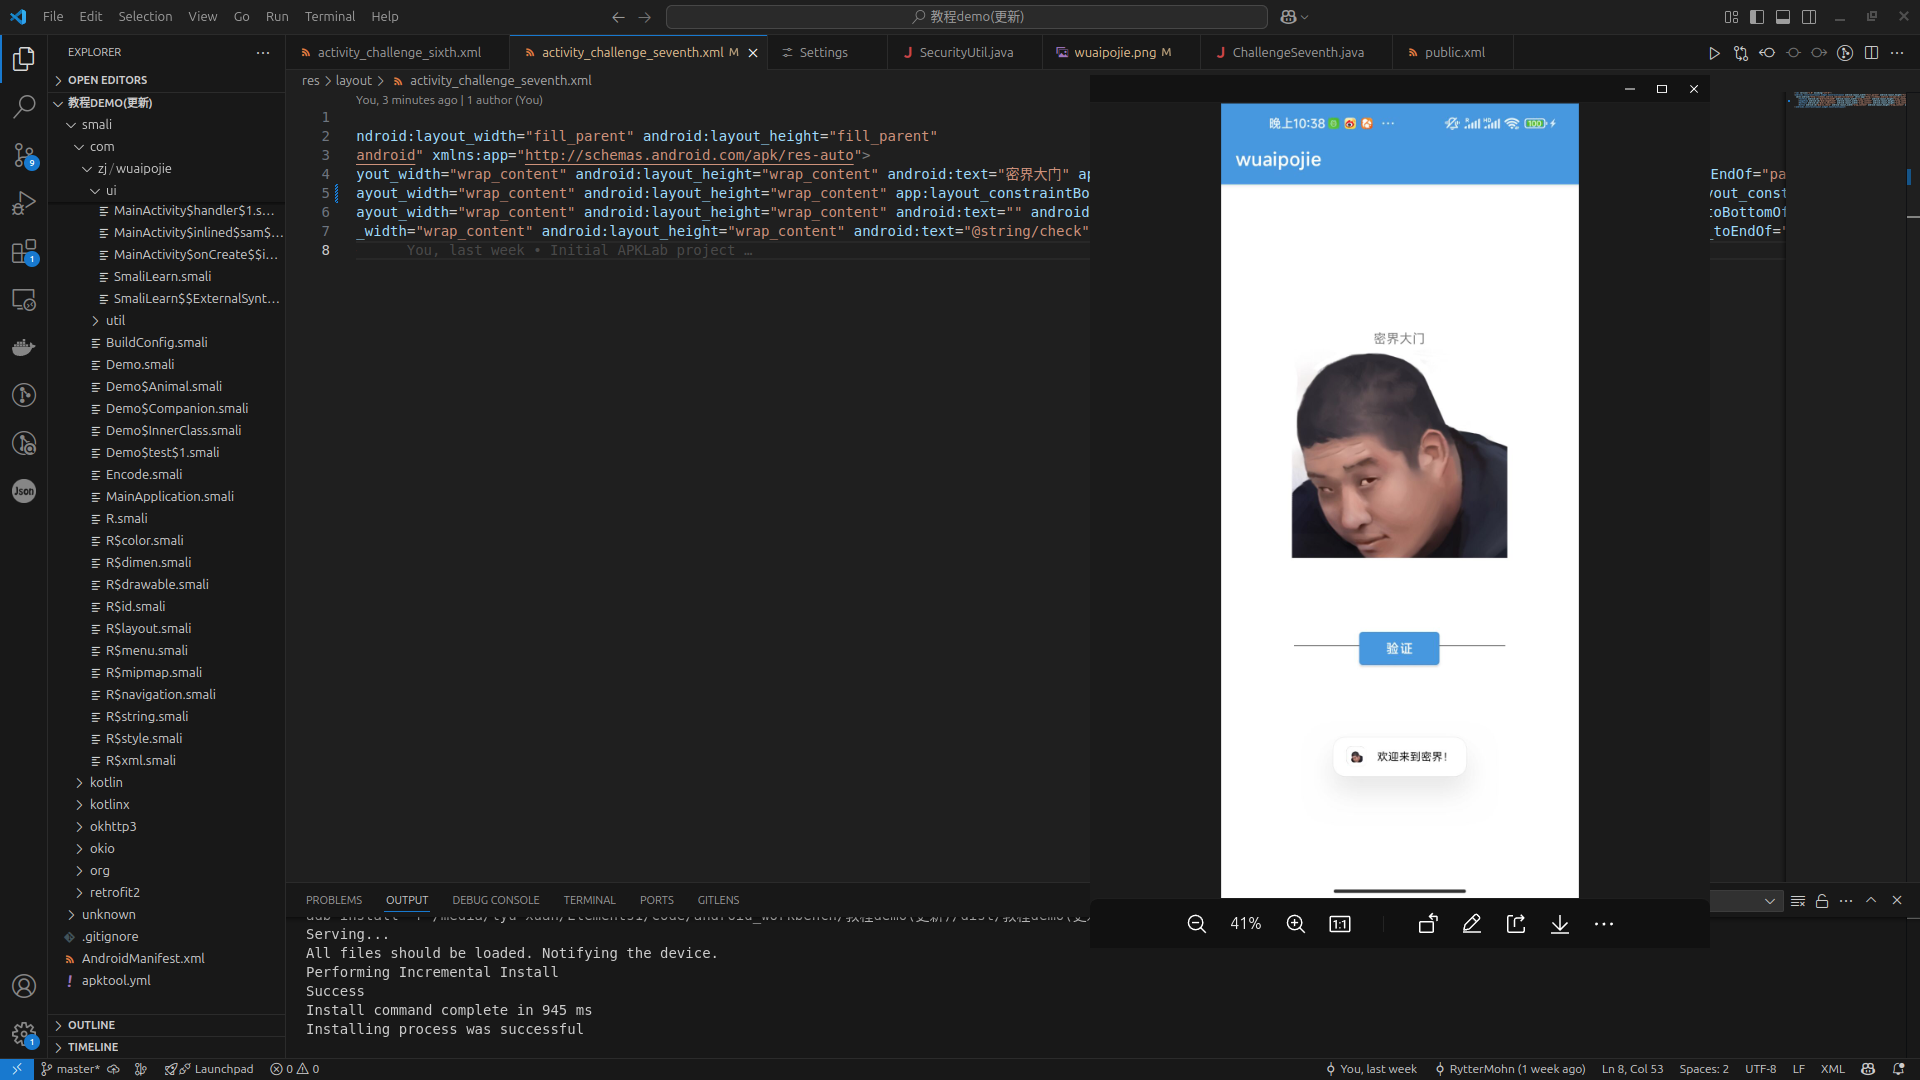 File Edit Selection View Go Run Terminal Help
教程demo(更新)
EXPLORER
OPEN EDITORS
教程DEMO(更新)
smali
com
zj / wuaipojie
ui
MainActivity$handler$1.s...
MainActivity$inlined$sam$...
MainActivity$onCreate$$i...
SmaliLearn.smali
SmaliLearn$$ExternalSynt...
util
BuildConfig.smali
Demo.smali
Demo$Animal.smali
Demo$Companion.smali
Demo$InnerClass.smali
Demo$test$1.smali
Encode.smali
MainApplication.smali
R.smali
R$color.smali
R$dimen.smali
R$drawable.smali
R$id.smali
R$layout.smali
R$menu.smali
R$mipmap.smali
R$navigation.smali
R$string.smali
R$style.smali
R$xml.smali
kotlin
kotlinx
okhttp3
okio
org
retrofit2
unknown
.gitignore
AndroidManifest.xml
! apktool.yml
OUTLINE
TIMELINE
9
1
Json
1
activity_challenge_sixth.xml activity_challenge_seventh.xml M Settings SecurityUtil.java wuaipojie.png M ChallengeSeventh.java public.xml
res > layout > activity_challenge_seventh.xml
You, 3 minutes ago | 1 author (You)
1
2 ndroid:layout_width="fill_parent" android:layout_height="fill_parent"
3 android" xmlns:app="http://schemas.android.com/apk/res-auto">
4 yout_width="wrap_content" android:layout_height="wrap_content" android:text="密界大门" ap EndOf="pa
5 ayout_width="wrap_content" android:layout_height="wrap_content" app:layout_constraintBo yout_const
6 ayout_width="wrap_content" android:layout_height="wrap_content" android:text="" android toBottomOf
7 _width="wrap_content" android:layout_height="wrap_content" android:text="@string/check" _toEndOf="
8 You, last week • Initial APKLab project …
晚上10:38 ... 100
wuaipojie
密界大门
验证
欢迎来到密界!
41% 1:1
PROBLEMS OUTPUT DEBUG CONSOLE TERMINAL PORTS GITLENS
Serving...
All files should be loaded. Notifying the device.
Performing Incremental Install
Success
Install command complete in 945 ms
Installing process was successful
master* Launchpad 0 0 You, last week RytterMohn (1 week ago) Ln 8, Col 53 Spaces: 2 UTF-8 LF XML